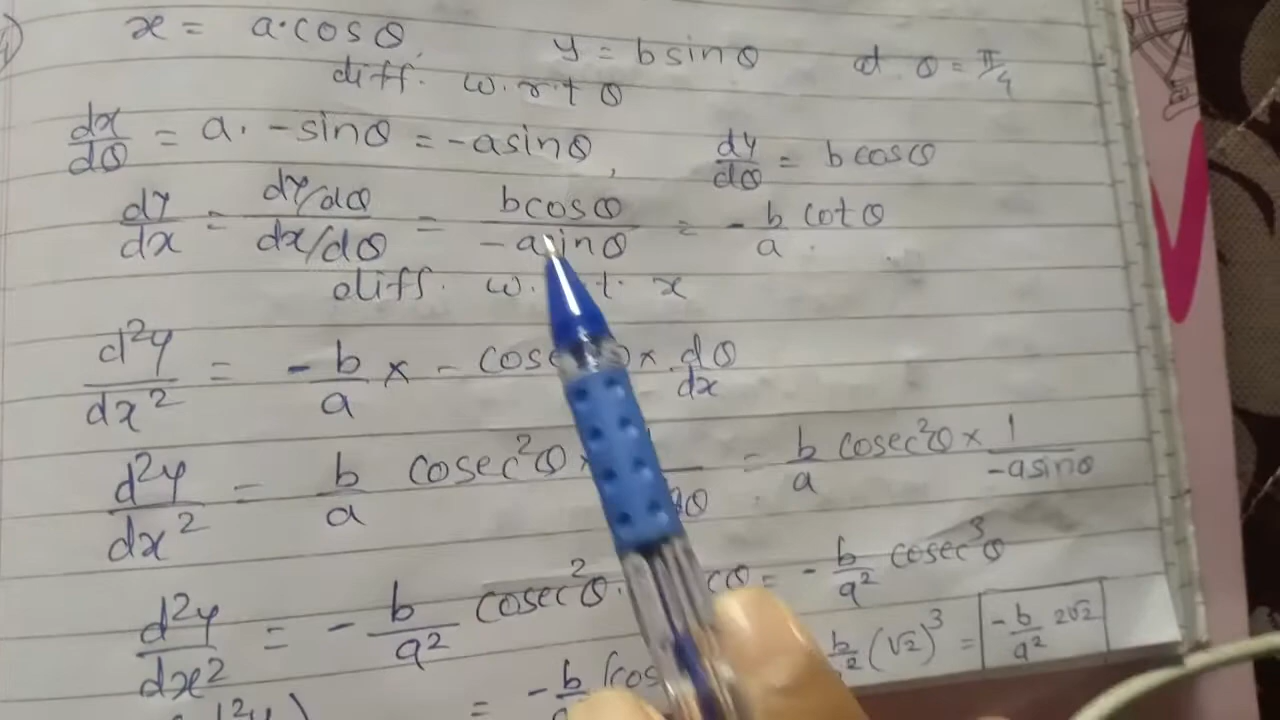 x = a·cosθ, y = b sinθ at θ = π/4
diff. w.r.t θ
dx/dθ = a· -sinθ = -asinθ, dy/dθ = b cosθ
dy/dx = dy/dθ / dx/dθ = bcosθ / -asinθ = -b/a cotθ
diff. w. t. x
d²y/dx² = -b/a × - × dθ/dx
d²y/dx² = b/a cosec²θ × = b/a cosec²θ × 1/-asinθ
d²y/dx² = -b/a² cosec²θ· = -b/a² cosec³θ
= -b (√2)³ = -b/a² 2√2